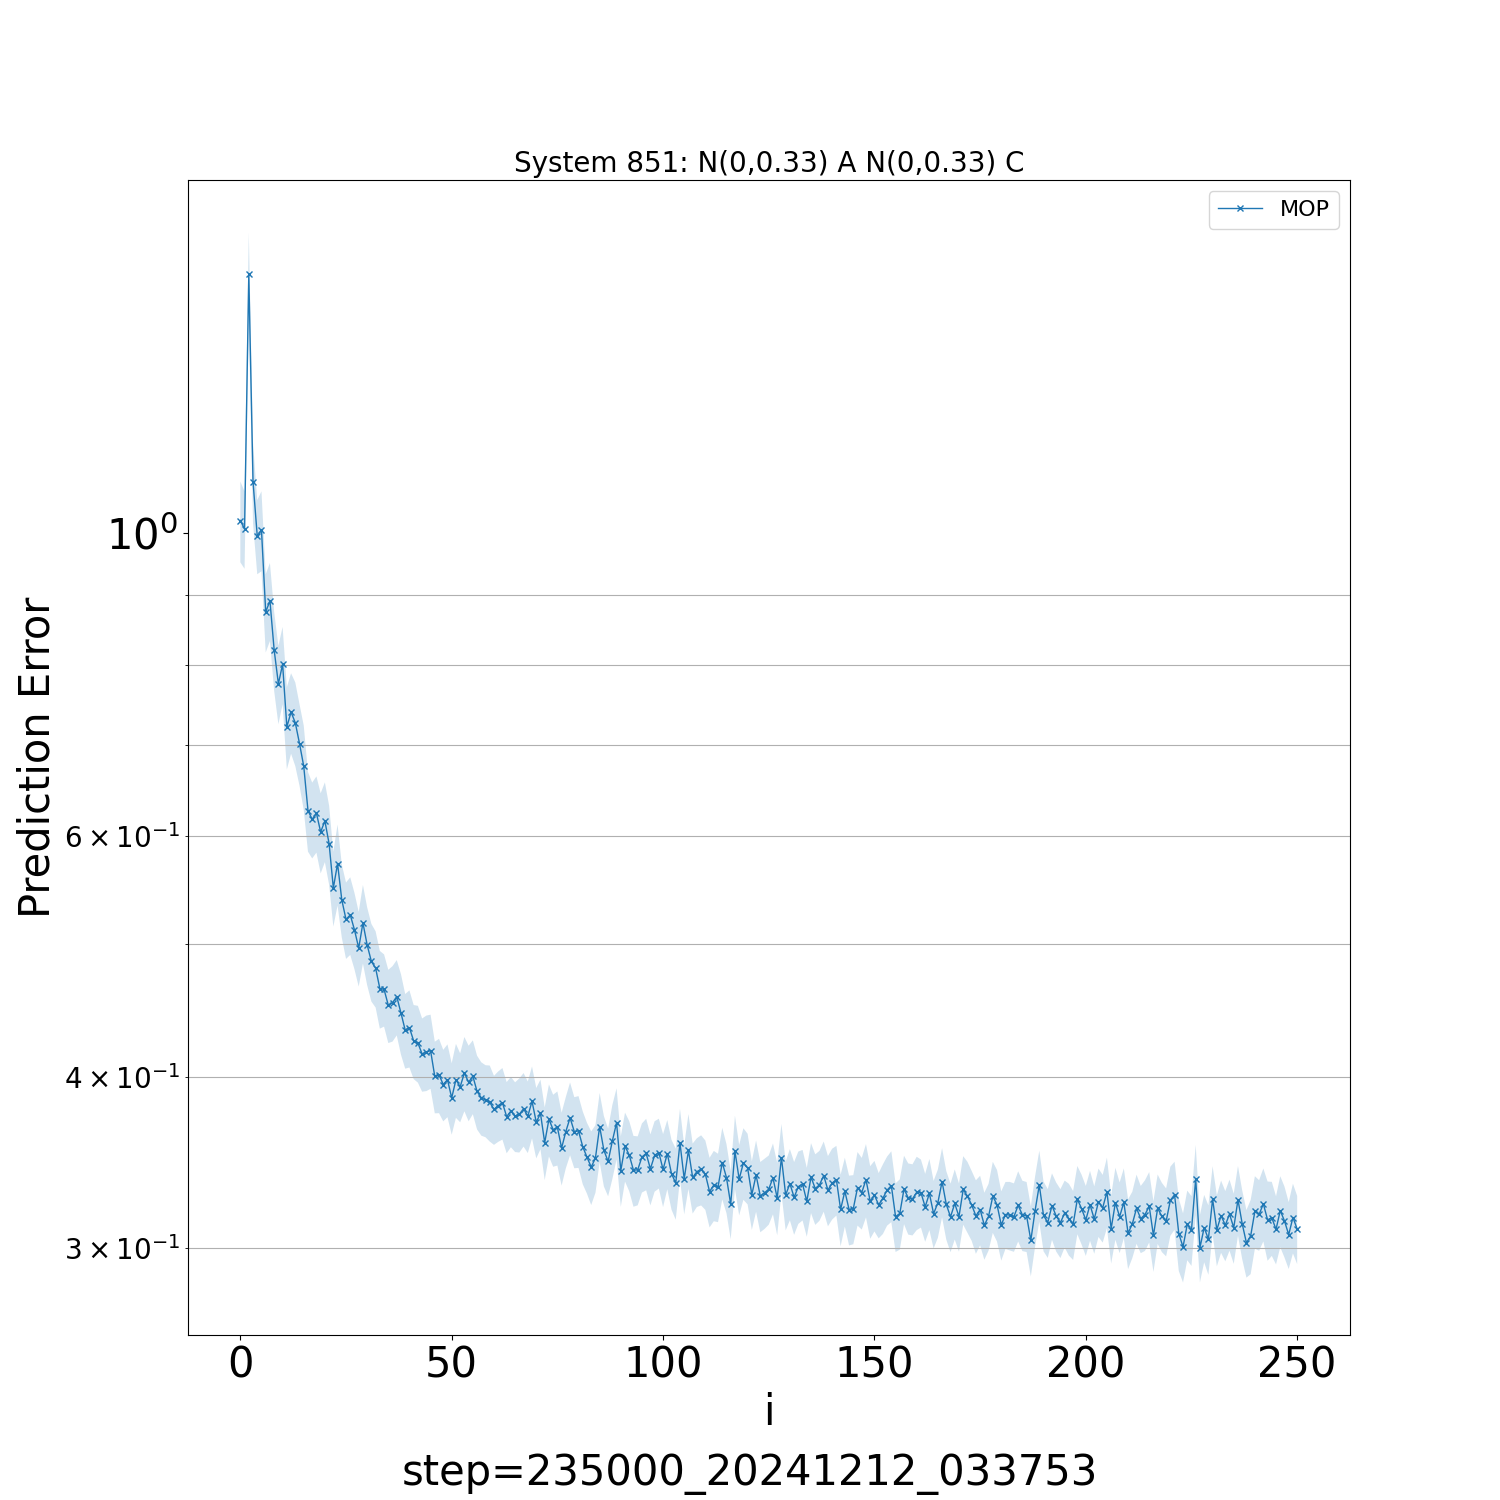 System 851: N(0,0.33) A N(0,0.33) C
MOP
10⁰
6 × 10⁻¹
4 × 10⁻¹
3 × 10⁻¹
Prediction Error
0 50 100 150 200 250
i
step=235000_20241212_033753